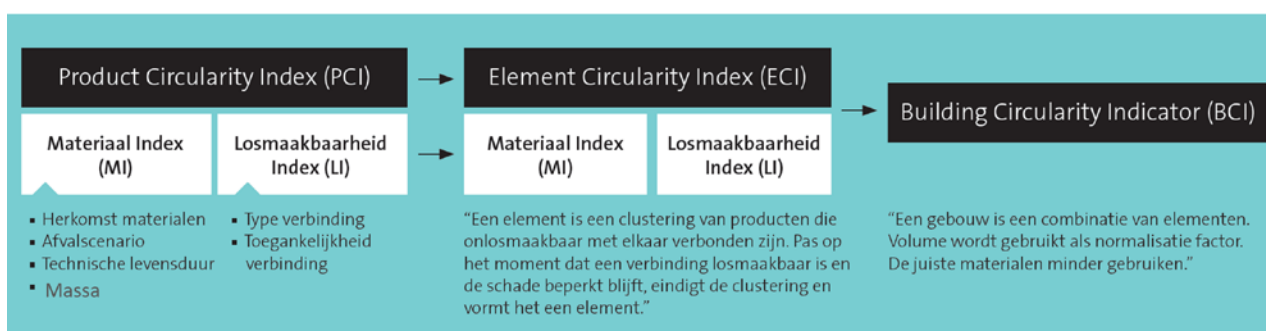 Product Circularity Index (PCI)
Materiaal Index
(MI)
Losmaakbaarheid
Index (LI)
▪ Herkomst materialen
▪ Afvalscenario
▪ Technische levensduur
▪ Massa
▪ Type verbinding
▪ Toegankelijkheid
verbinding
Element Circularity Index (ECI)
Materiaal Index
(MI)
Losmaakbaarheid
Index (LI)
“Een element is een clustering van producten die
onlosmaakbaar met elkaar verbonden zijn. Pas op
het moment dat een verbinding losmaakbaar is en
de schade beperkt blijft, eindigt de clustering en
vormt het een element.”
Building Circularity Indicator (BCI)
“Een gebouw is een combinatie van elementen.
Volume wordt gebruikt als normalisatie factor.
De juiste materialen minder gebruiken.”